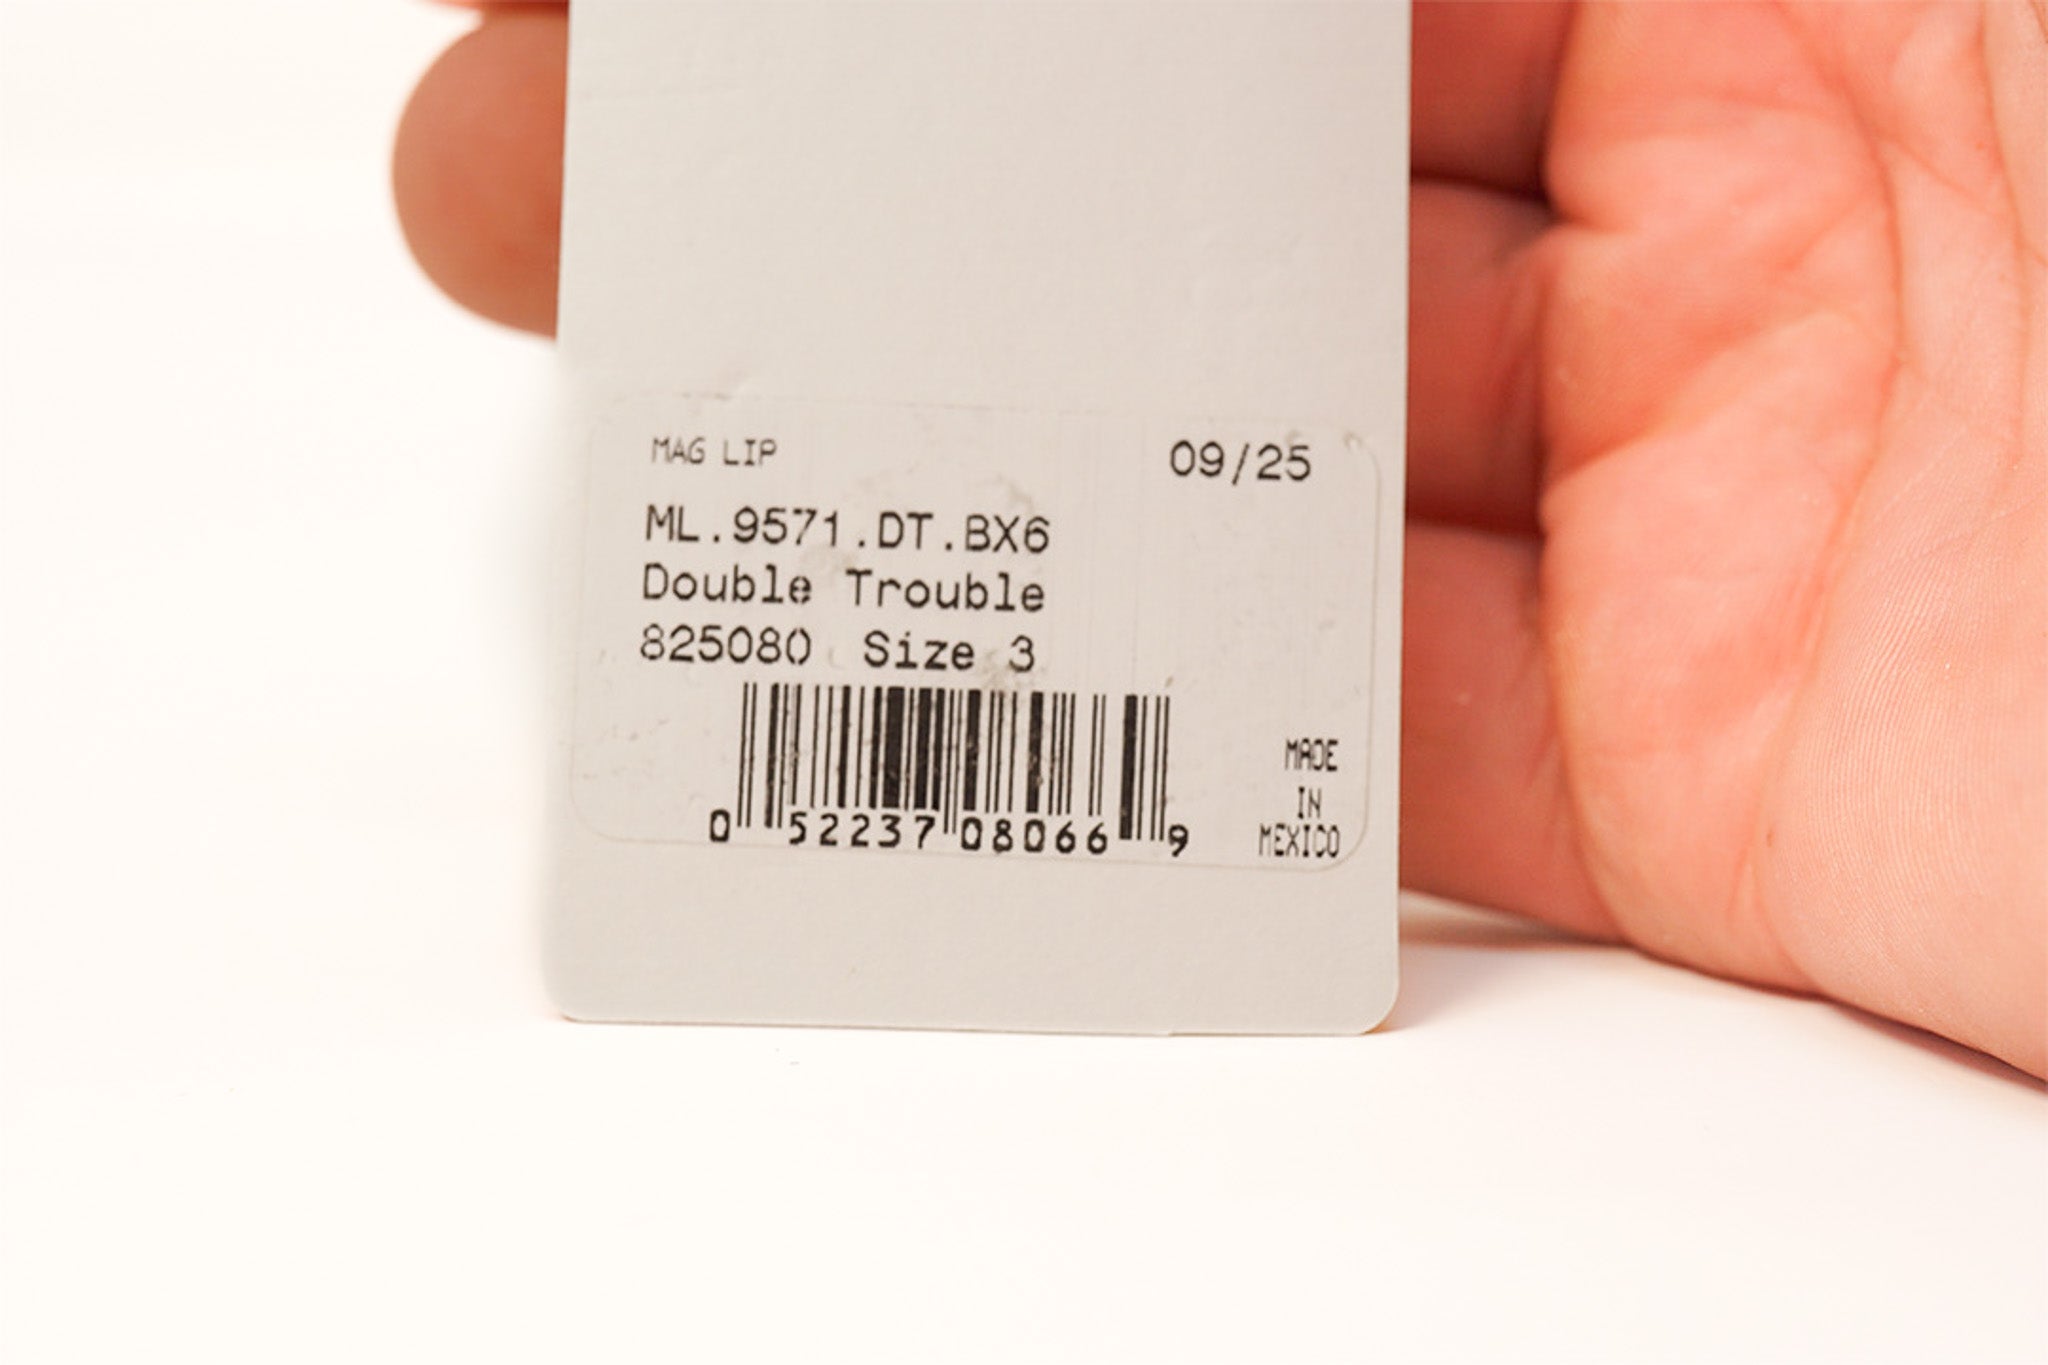 MAG LIP 09/25
ML.9571.DT.BX6
Double Trouble
825080 Size 3
0 52237 08066 9
MADE
IN
MEXICO